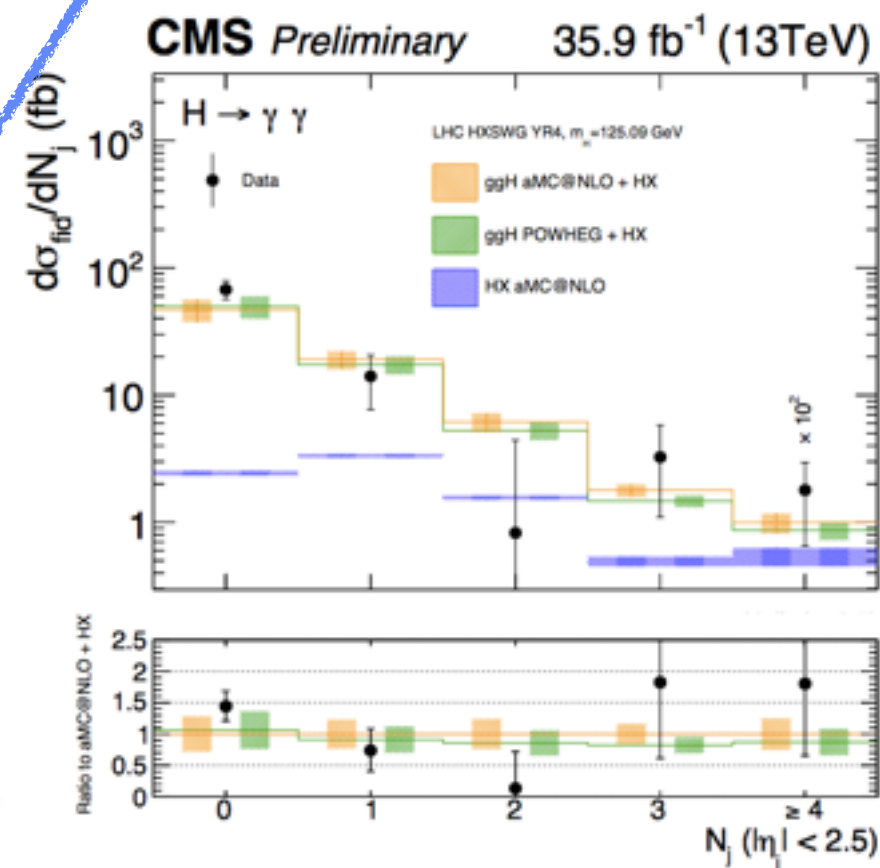 CMS Preliminary 35.9 fb⁻¹ (13TeV)
dσfid/dNj (fb)
H → γ γ
LHC HXSWG YR4, mH=125.09 GeV
Data
ggH aMC@NLO + HX
ggH POWHEG + HX
HX aMC@NLO
10³
10²
10
1
× 10²
Ratio to aMC@NLO + HX
2.5
2
1.5
1
0.5
0
0 1 2 3 ≥ 4
Nj (|ηj| < 2.5)